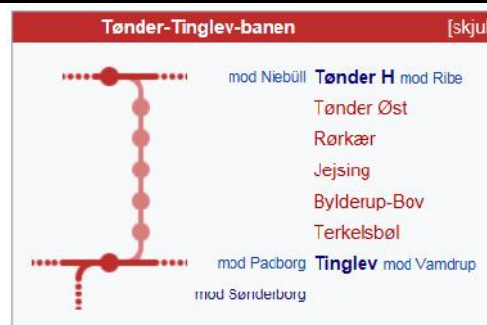 Tønder-Tinglev-banen [skjul
mod Niebüll Tønder H mod Ribe
Tønder Øst
Rørkær
Jejsing
Bylderup-Bov
Terkelsbøl
mod Padborg Tinglev mod Vamdrup
mod Sønderborg